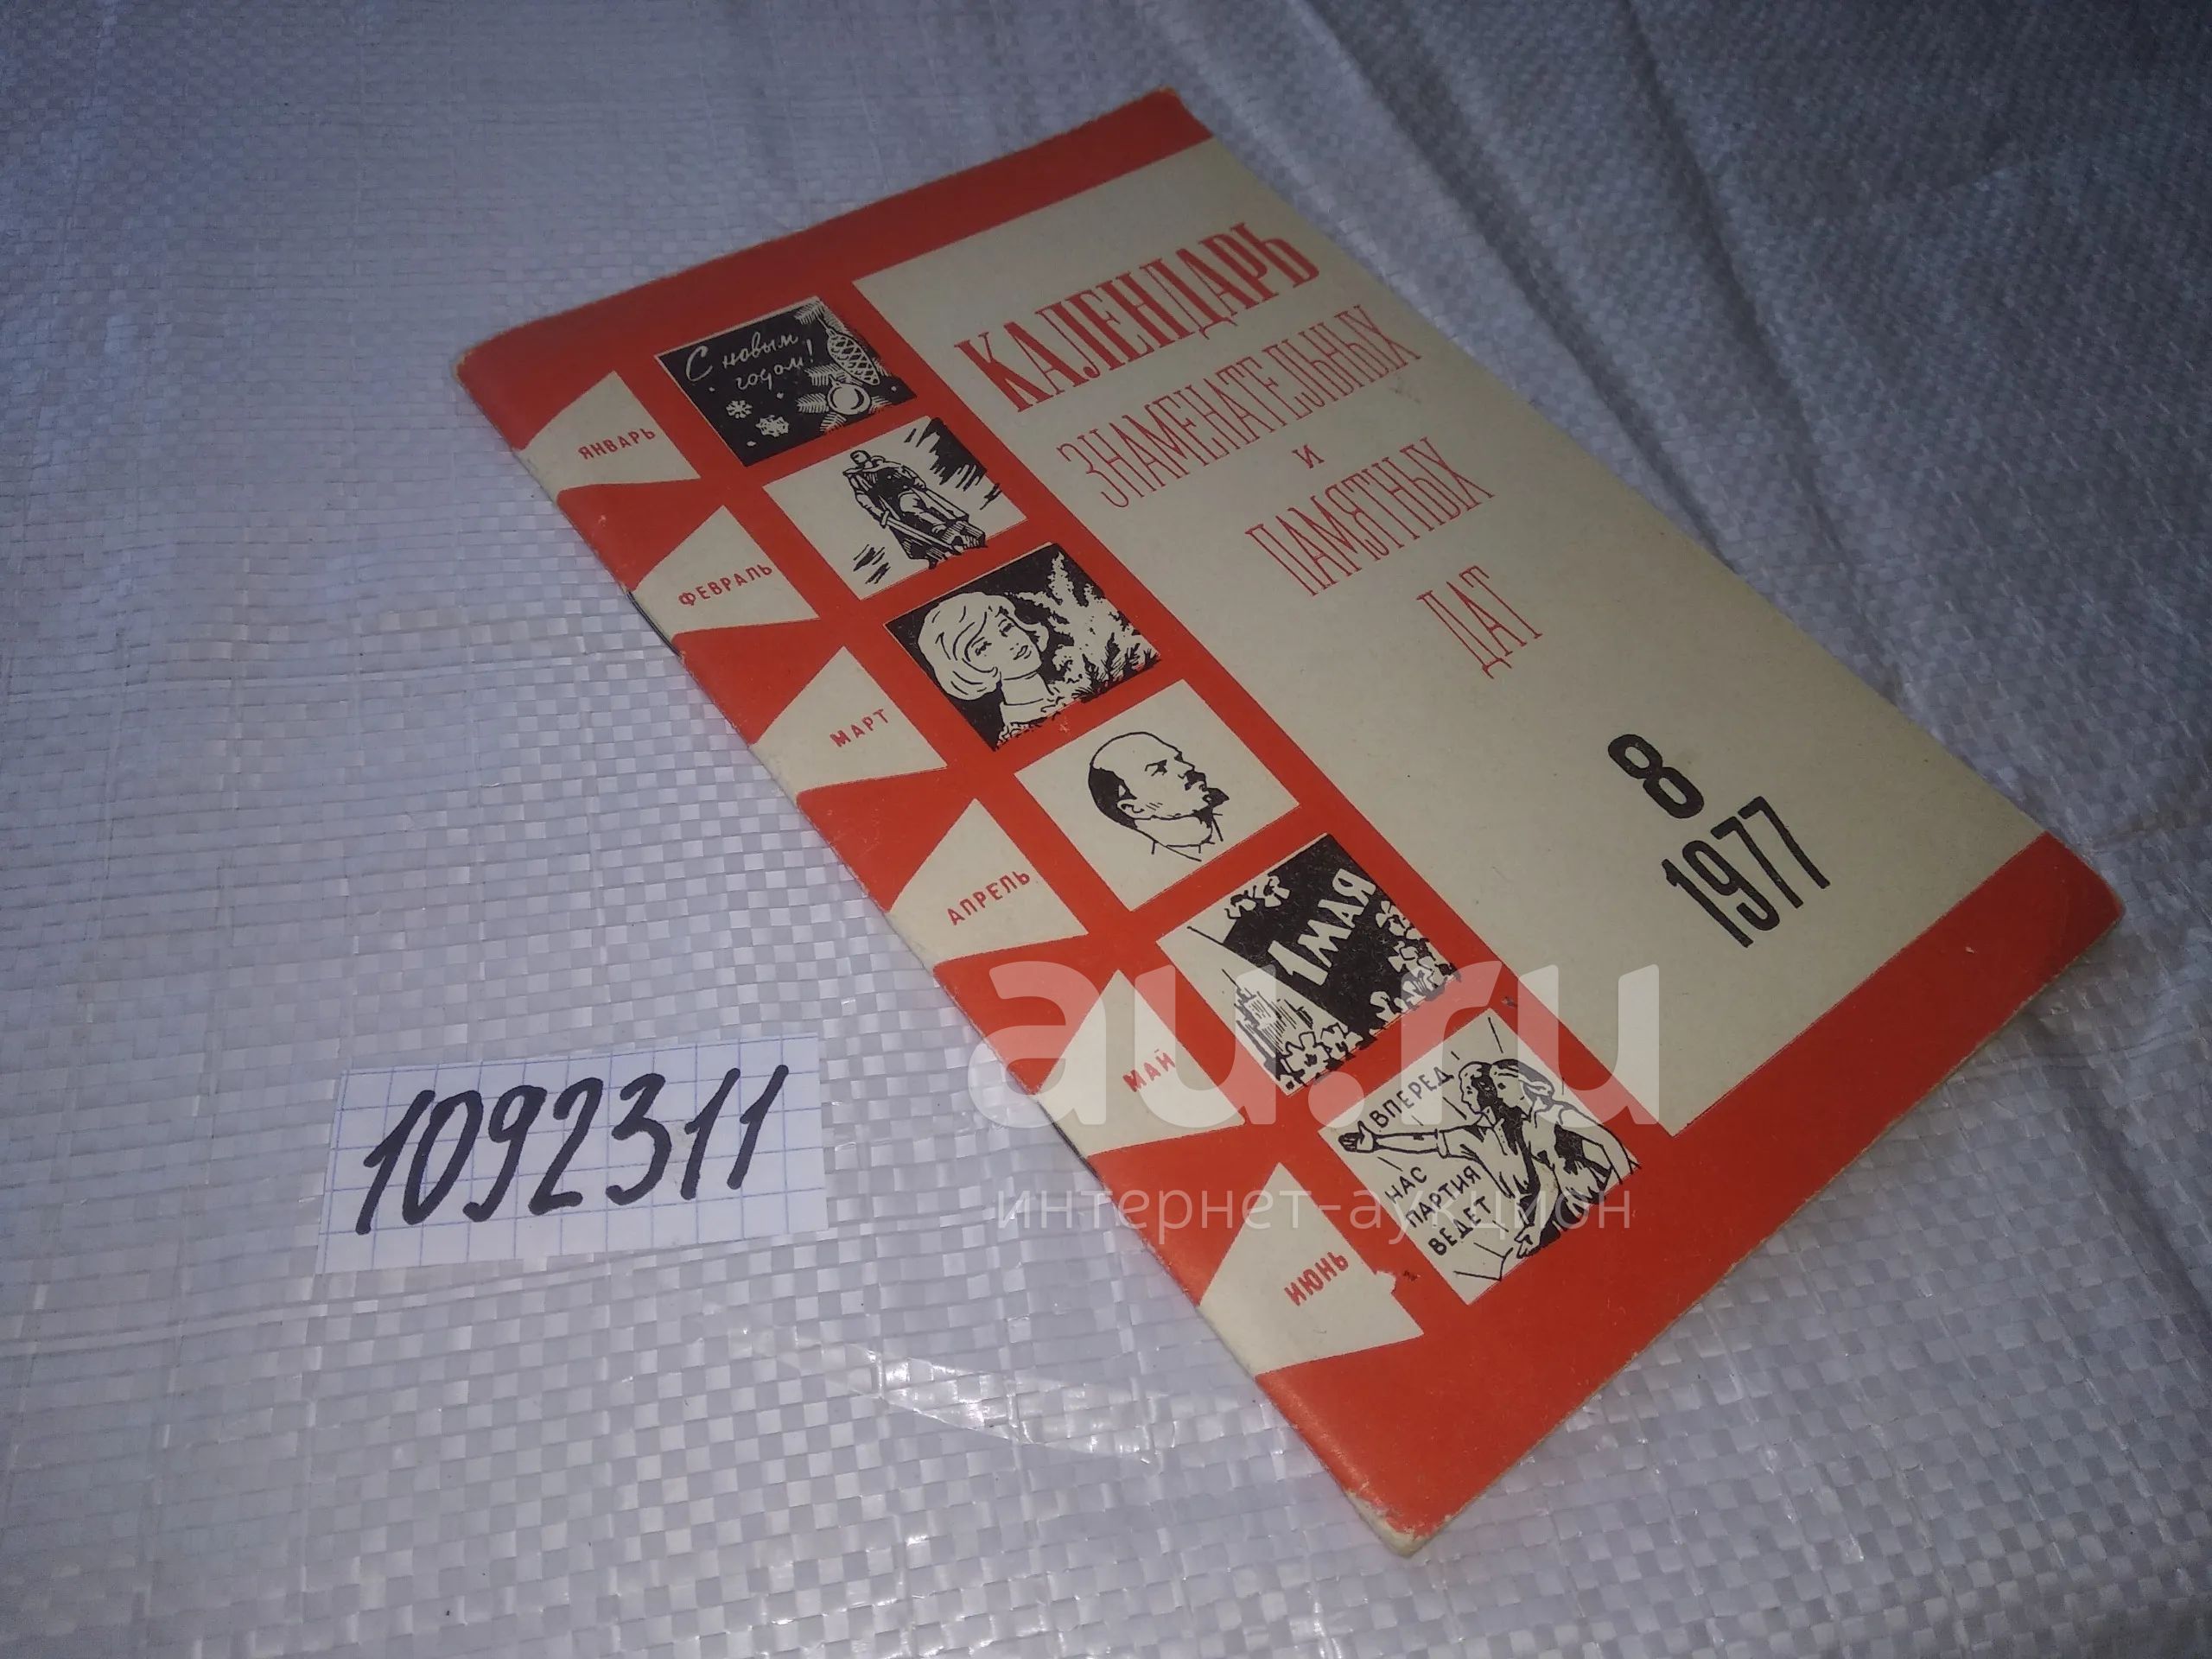 КАЛЕНДАРЬ
ЗНАМЕНАТЕЛЬНЫХ
И
ПАМЯТНЫХ
ДАТ
8
1977
ЯНВАРЬ
С новым
годом!
ФЕВРАЛЬ
МАРТ
АПРЕЛЬ
МАЙ
1 МАЯ
ИЮНЬ
ВПЕРЕД
НАС
ПАРТИЯ
ВЕДЕТ
1092311
au.ru
интернет-аукцион